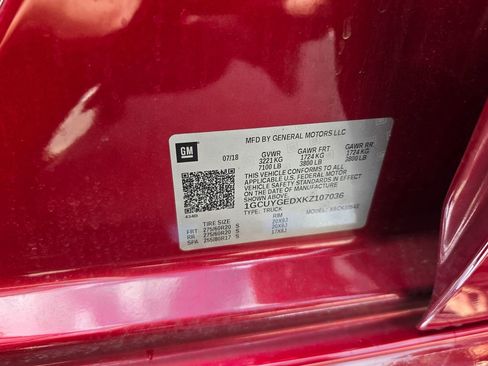 MFD BY GENERAL MOTORS LLC
GM
07/18
GVWR GAWR FRT GAWR RR
3221 KG 1724 KG 1724 KG
7100 LB 3800 LB 3800 LB
THIS VEHICLE CONFORMS TO ALL
APPLICABLE U.S. FEDERAL MOTOR
VEHICLE SAFETY STANDARDS IN EFFECT
ON THE DATE OF MANUFACTURE
1GCUYGEDXKZ107036
TYPE: TRUCK MODEL:
TIRE SIZE RIM
FRT 275/60R20 S 20X9J
RR 275/60R20 S 20X9J
SPA 255/80R17 S 17X8J